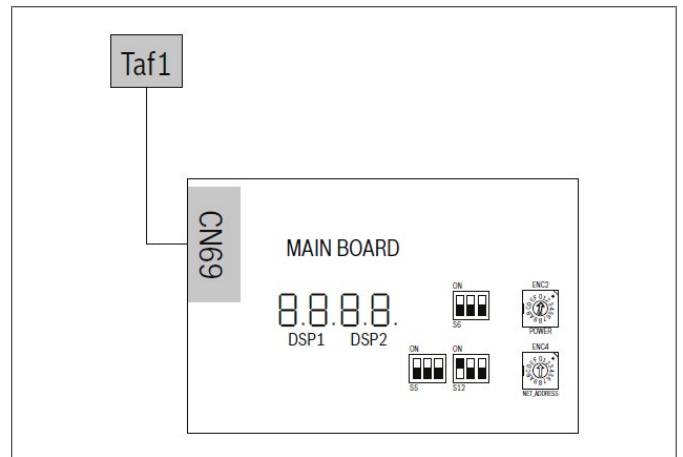 Taf1
CN69
MAIN BOARD
8.8.8.8.
DSP1 DSP2
ON
S6
ENC2
POWER
ON
S5
ON
S12
ENC4
NET_ADDRESS